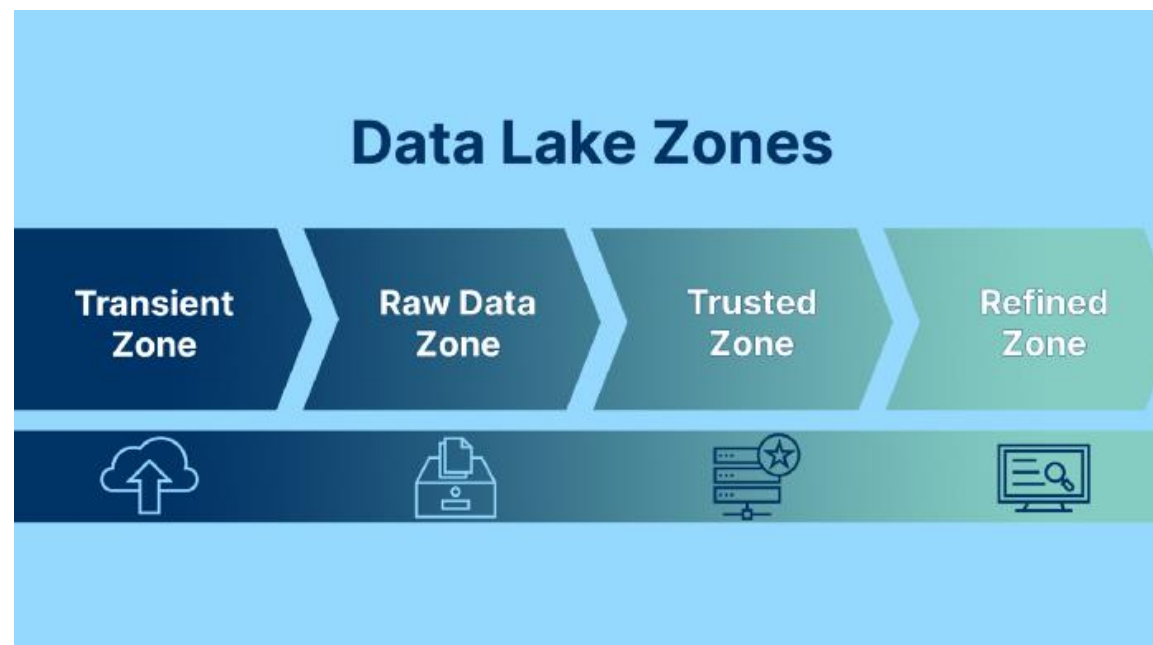 Data Lake Zones
Transient
Zone
Raw Data
Zone
Trusted
Zone
Refined
Zone